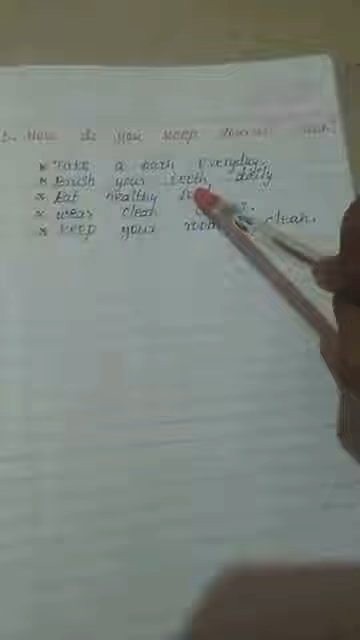 How do you keep
* Take a bath everyday.
* Brush your teeth daily
* Eat healthy food
* wear clean
* keep your room clean.